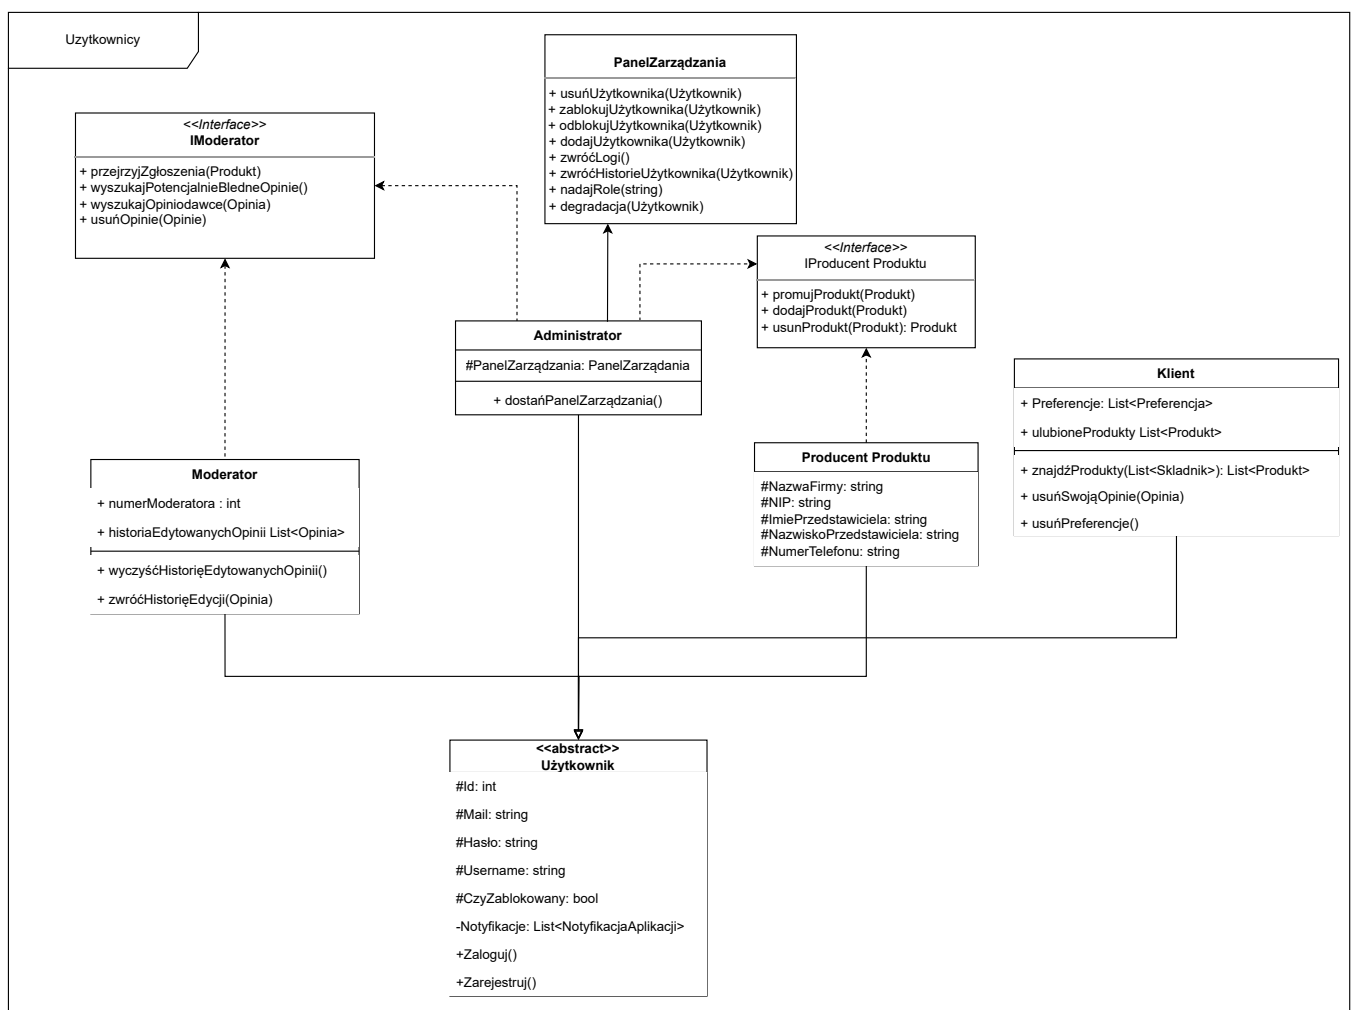 Uzytkownicy
PanelZarządzania
+ usuńUżytkownika(Użytkownik)
+ zablokujUżytkownika(Użytkownik)
+ odblokujUżytkownika(Użytkownik)
+ dodajUżytkownika(Użytkownik)
+ zwróćLogi()
+ zwróćHistorieUżytkownika(Użytkownik)
+ nadajRole(string)
+ degradacja(Użytkownik)
<<Interface>>
IModerator
+ przejrzyjZgłoszenia(Produkt)
+ wyszukajPotencjalnieBledneOpinie()
+ wyszukajOpiniodawce(Opinia)
+ usuńOpinie(Opinie)
<<Interface>>
IProducent Produktu
+ promujProdukt(Produkt)
+ dodajProdukt(Produkt)
+ usunProdukt(Produkt): Produkt
Administrator
#PanelZarządzania: PanelZarządania
+ dostańPanelZarządzania()
Klient
+ Preferencje: List<Preferencja>
+ ulubioneProdukty List<Produkt>
+ znajdźProdukty(List<Skladnik>): List<Produkt>
+ usuńSwojąOpinie(Opinia)
+ usuńPreferencje()
Moderator
+ numerModeratora : int
+ historiaEdytowanychOpinii List<Opinia>
+ wyczyśćHistorięEdytowanychOpinii()
+ zwróćHistorięEdycji(Opinia)
Producent Produktu
#NazwaFirmy: string
#NIP: string
#ImiePrzedstawiciela: string
#NazwiskoPrzedstawiciela: string
#NumerTelefonu: string
<<abstract>>
Użytkownik
#Id: int
#Mail: string
#Hasło: string
#Username: string
#CzyZablokowany: bool
-Notyfikacje: List<NotyfikacjaAplikacji>
+Zaloguj()
+Zarejestruj()